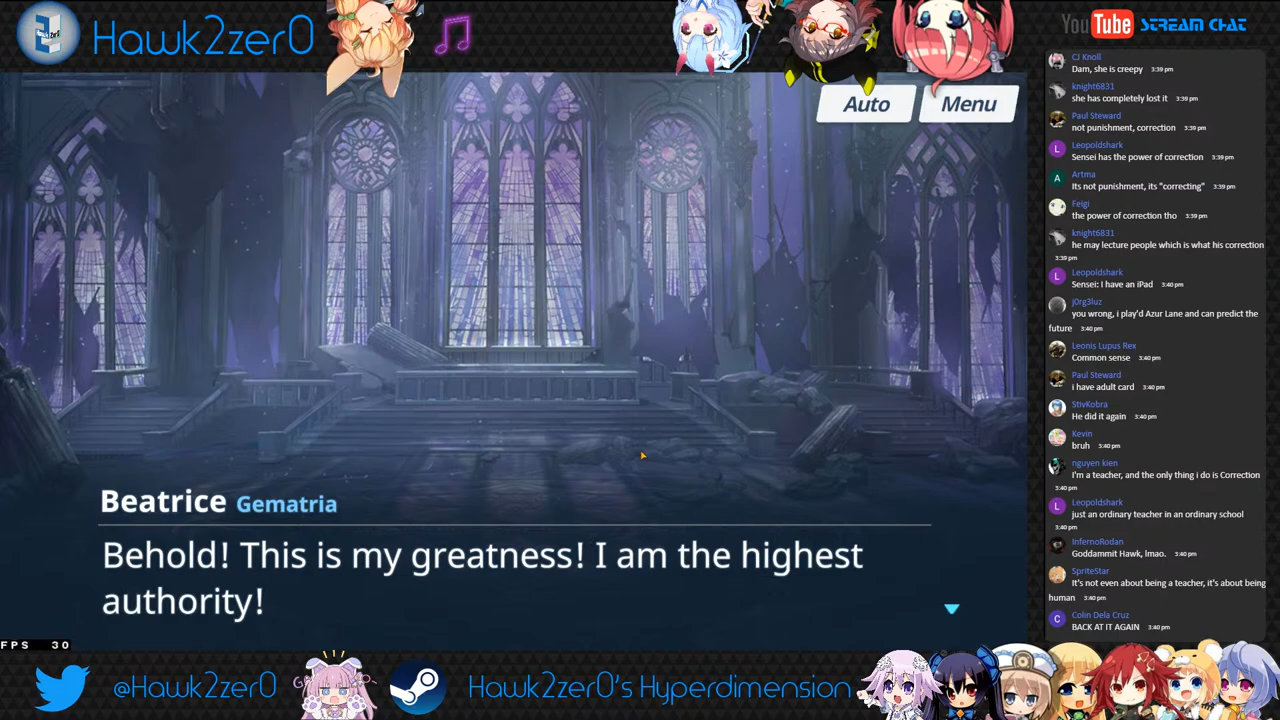 Hawk2zer0
You Tube STREAM CHAT
Auto
Menu
CJ Knoll
Dam, she is creepy 3:39 pm
knight6831
she has completely lost it 3:39 pm
Paul Steward
not punishment, correction 3:39 pm
L Leopoldshark
Sensei has the power of correction 3:39 pm
A Artma
Its not punishment, its "correcting" 3:39 pm
Feigi
the power of correction tho 3:39 pm
knight6831
he may lecture people which is what his correction
3:39 pm
L Leopoldshark
Sensei: I have an iPad 3:40 pm
j0rg3luz
you wrong, i play'd Azur Lane and can predict the
future 3:40 pm
Leonis Lupus Rex
Common sense 3:40 pm
Paul Steward
i have adult card 3:40 pm
StivKobra
He did it again 3:40 pm
Kevin
bruh 3:40 pm
nguyen kien
I'm a teacher, and the only thing i do is Correction
3:40 pm
L Leopoldshark
just an ordinary teacher in an ordinary school
3:40 pm
InfernoRodan
Goddammit Hawk, lmao. 3:40 pm
SpriteStar
It's not even about being a teacher, it's about being
human 3:40 pm
C Colin Dela Cruz
BACK AT IT AGAIN 3:40 pm
Beatrice Gematria
Behold! This is my greatness! I am the highest
authority!
FPS 30
@Hawk2zer0
Hawk2zer0's Hyperdimension